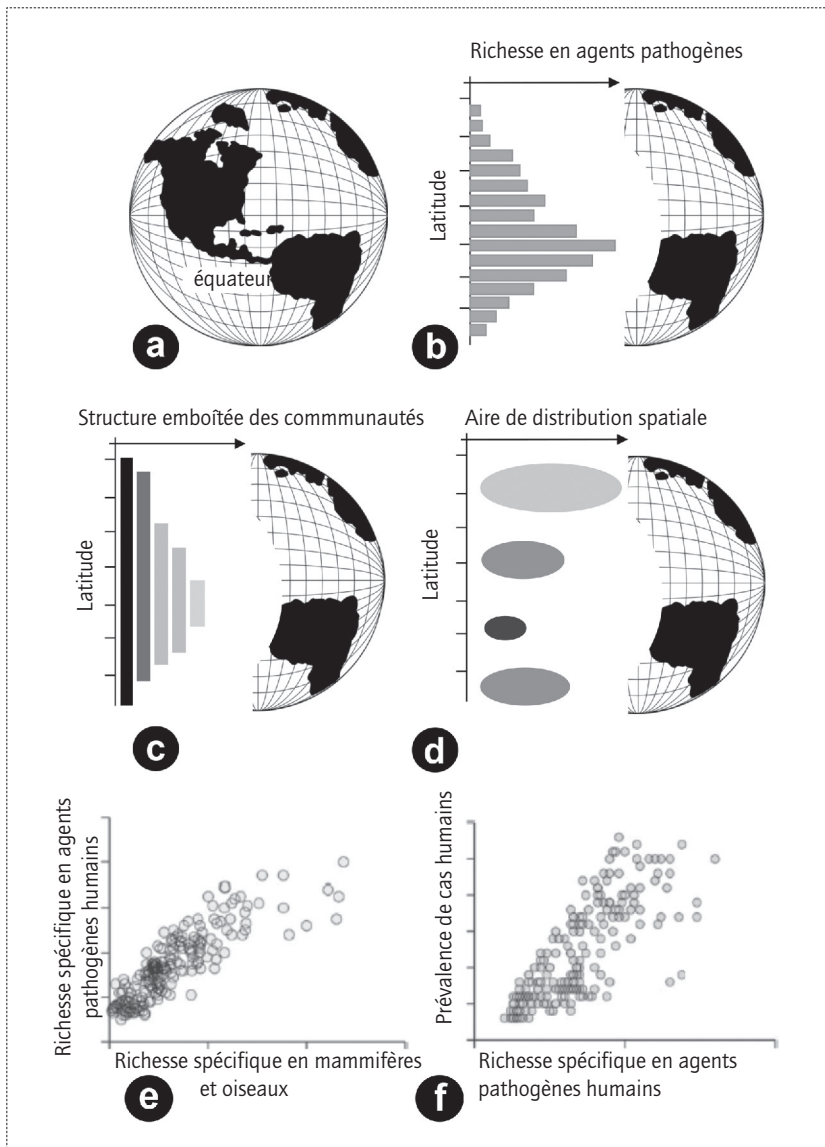 Richesse en agents pathogènes
Latitude
équateur
a
b
Structure emboîtée des commmunautés
Aire de distribution spatiale
Latitude
Latitude
c
d
Richesse spécifique en agents
pathogènes humains
Prévalence de cas humains
Richesse spécifique en mammifères
et oiseaux
Richesse spécifique en agents
pathogènes humains
e
f